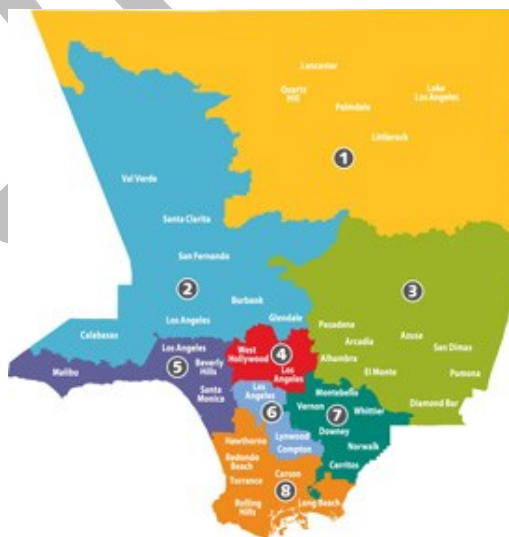 Lancaster
Quartz
Hill
Lake
Los Angeles
Palmdale
Littlerock
1
Val Verde
Santa Clarita
San Fernando
2
Burbank
Glendale
Los Angeles
Calabasas
3
Pasadena
Arcadia
Azusa
San Dimas
Alhambra
El Monte
Pomona
Diamond Bar
West
Hollywood
4
Los
Angeles
Los Angeles
5
Beverly
Hills
Malibu
Santa
Monica
Los
Angeles
6
Lynwood
Compton
Montebello
Vernon
7
Whittier
Downey
Norwalk
Cerritos
Hawthorne
Redondo
Beach
Torrance
Carson
8
Rolling
Hills
Long Beach